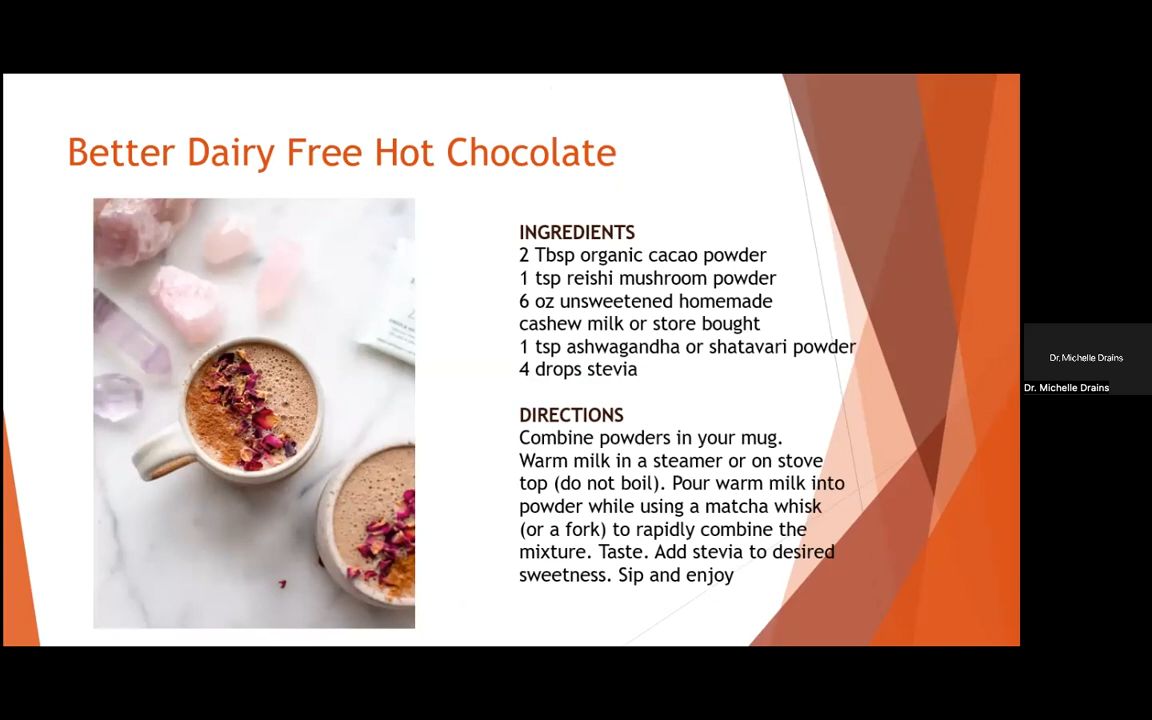 Better Dairy Free Hot Chocolate
INGREDIENTS
2 Tbsp organic cacao powder
1 tsp reishi mushroom powder
6 oz unsweetened homemade
cashew milk or store bought
1 tsp ashwagandha or shatavari powder
4 drops stevia
DIRECTIONS
Combine powders in your mug.
Warm milk in a steamer or on stove
top (do not boil). Pour warm milk into
powder while using a matcha whisk
(or a fork) to rapidly combine the
mixture. Taste. Add stevia to desired
sweetness. Sip and enjoy
Dr, Michelle Drains
Dr. Michelle Drains